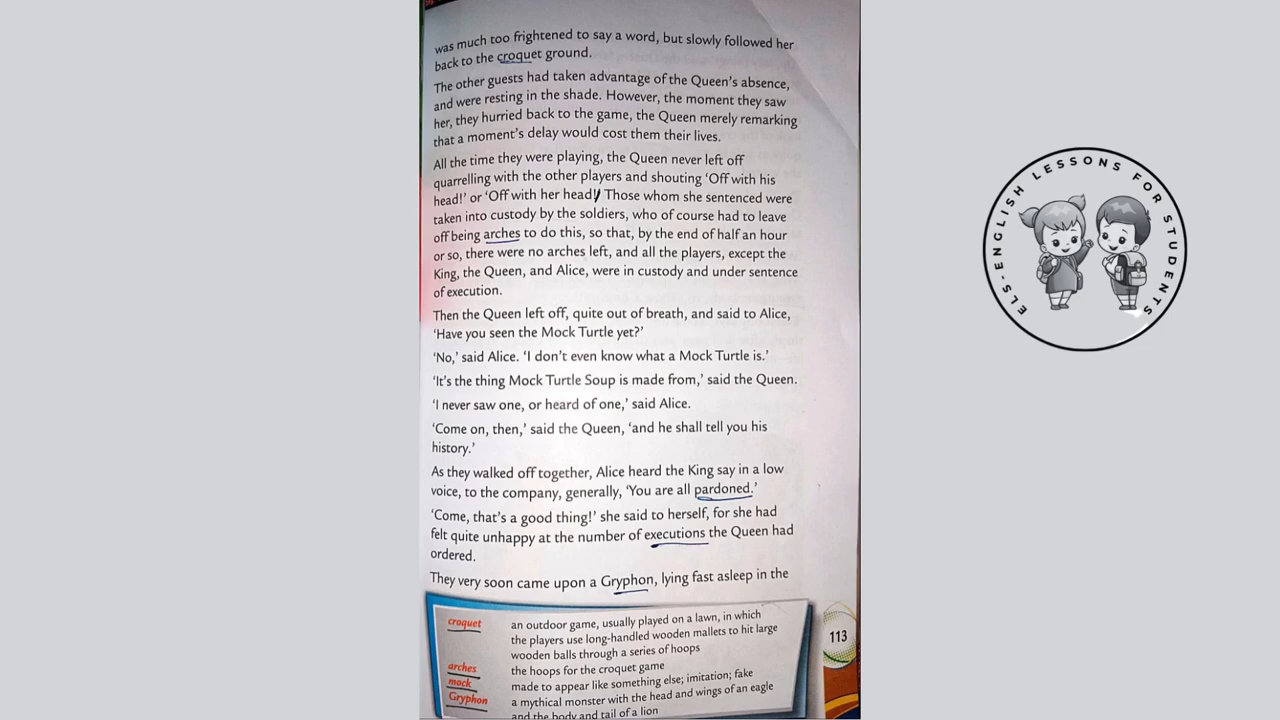 was much too frightened to say a word, but slowly followed her
back to the croquet ground.
The other guests had taken advantage of the Queen's absence,
and were resting in the shade. However, the moment they saw
her, they hurried back to the game, the Queen merely remarking
that a moment's delay would cost them their lives.
All the time they were playing, the Queen never left off
quarrelling with the other players and shouting ‘Off with his
head!’ or ‘Off with her head!’ Those whom she sentenced were
taken into custody by the soldiers, who of course had to leave
off being arches to do this, so that, by the end of half an hour
or so, there were no arches left, and all the players, except the
King, the Queen, and Alice, were in custody and under sentence
of execution.
Then the Queen left off, quite out of breath, and said to Alice,
‘Have you seen the Mock Turtle yet?’
‘No,’ said Alice. ‘I don’t even know what a Mock Turtle is.’
‘It’s the thing Mock Turtle Soup is made from,’ said the Queen.
‘I never saw one, or heard of one,’ said Alice.
‘Come on, then,’ said the Queen, ‘and he shall tell you his
history.’
As they walked off together, Alice heard the King say in a low
voice, to the company, generally, ‘You are all pardoned.’
‘Come, that’s a good thing!’ she said to herself, for she had
felt quite unhappy at the number of executions the Queen had
ordered.
They very soon came upon a Gryphon, lying fast asleep in the
croquet an outdoor game, usually played on a lawn, in which
the players use long-handled wooden mallets to hit large
wooden balls through a series of hoops
arches the hoops for the croquet game
mock made to appear like something else; imitation; fake
Gryphon a mythical monster with the head and wings of an eagle
and the body and tail of a lion
113
ELS-ENGLISH LESSONS FOR STUDENTS